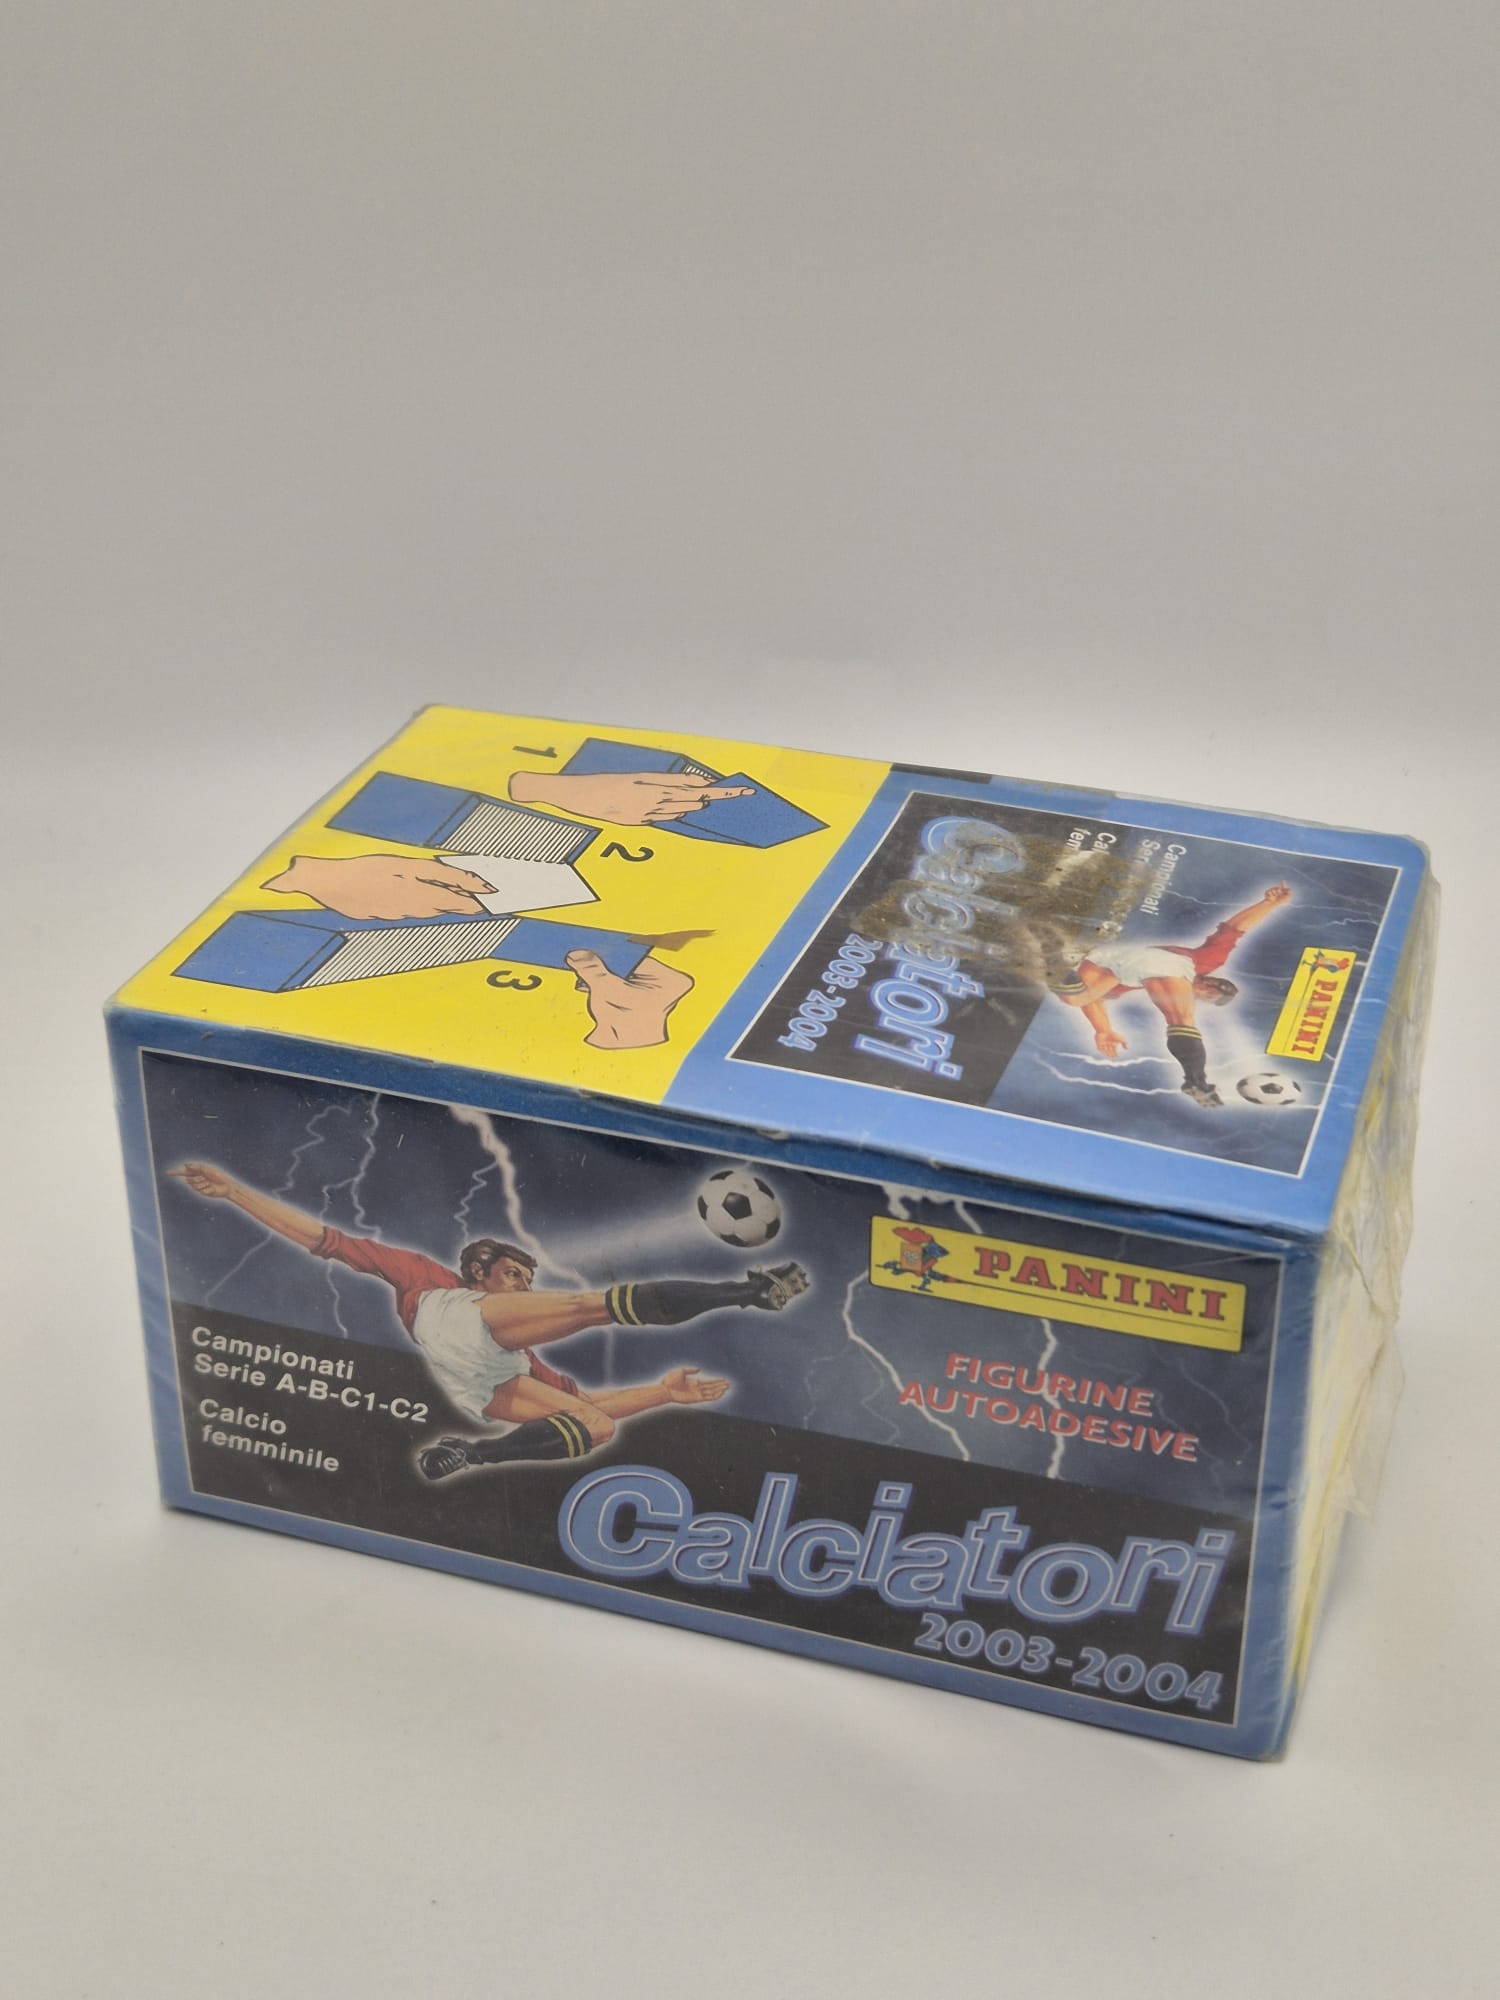 1
2
3
Campionati
Calciatori
2003-2004
PANINI
PANINI
FIGURINE
AUTOADESIVE
Campionati
Serie A-B-C1-C2
Calcio
femminile
Calciatori
2003-2004